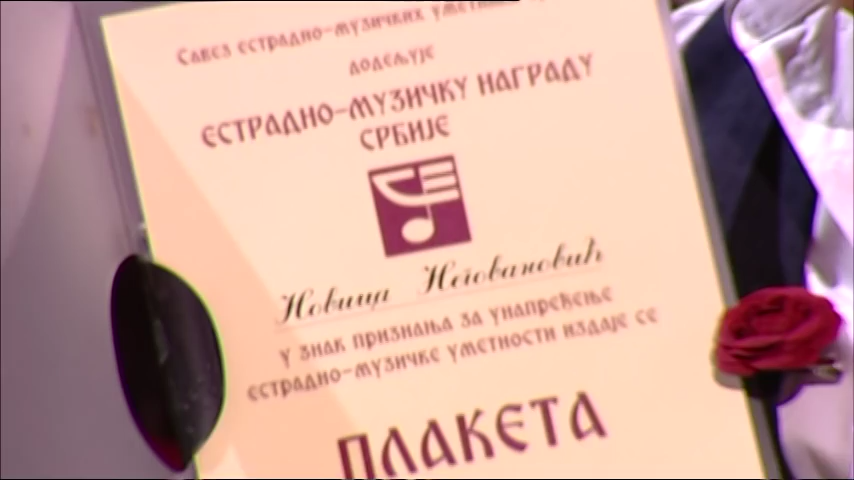 Савез естрадно-музичких уметника
додељује
ЕСТРАДНО-МУЗИЧКУ НАГРАДУ
СРБИЈЕ
Новица Неговановић
у знак признања за унапређење
естрадно-музичке уметности издаје се
ПЛАКЕТА